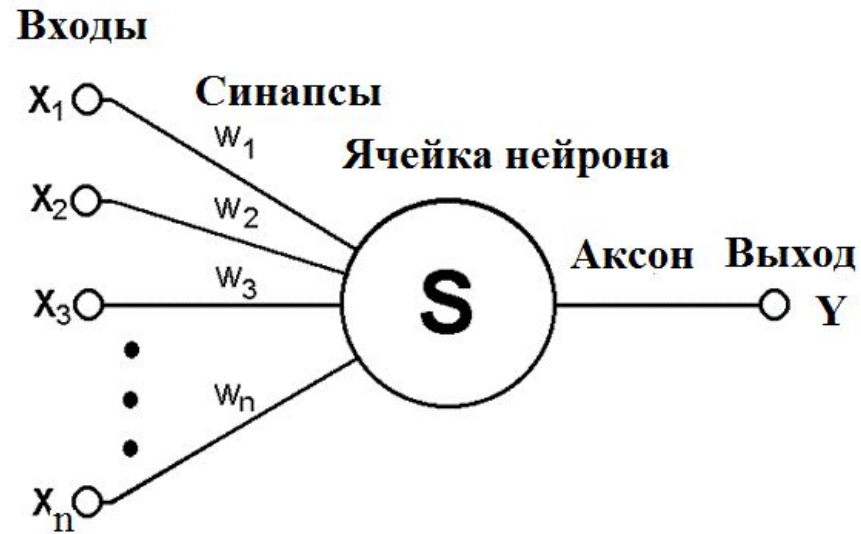 Входы
Синапсы
X₁
w₁
Ячейка нейрона
X₂
w₂
Аксон Выход
w₃
X₃
S
Y
wₙ
Xₙ